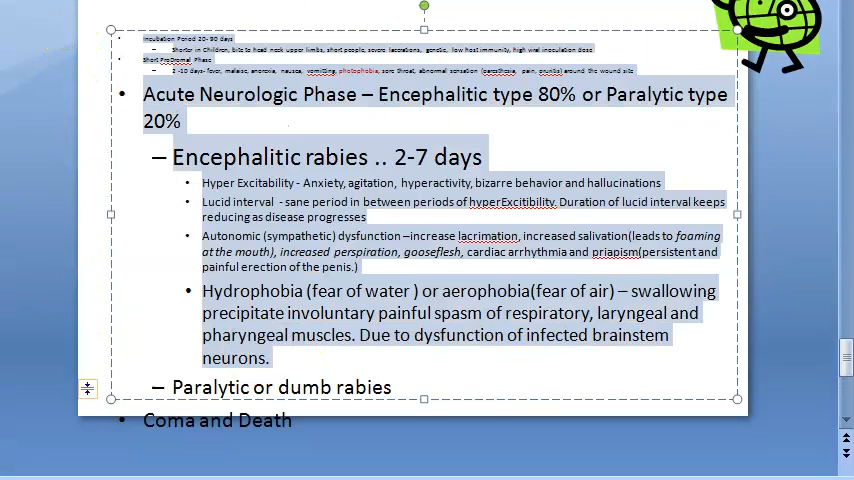 Incubation Period 20- 90 days
– Shorter in Children, bite to head neck upper limbs, short people, severe lacerations, genetic, low host immunity, high viral inoculation dose
Short ProDromal Phase
– 2 -10 days- fever, malaise, anorexia, nausea, vomitting, photophobia, sore throat, abnormal sensation (paresthesia, pain, pruritis) around the wound site
• Acute Neurologic Phase – Encephalitic type 80% or Paralytic type
20%
– Encephalitic rabies .. 2-7 days
• Hyper Excitability - Anxiety, agitation, hyperactivity, bizarre behavior and hallucinations
• Lucid interval - sane period in between periods of hyperExcitibility. Duration of lucid interval keeps
reducing as disease progresses
• Autonomic (sympathetic) dysfunction –increase lacrimation, increased salivation(leads to foaming
at the mouth), increased perspiration, gooseflesh, cardiac arrhythmia and priapism(persistent and
painful erection of the penis.)
• Hydrophobia (fear of water ) or aerophobia(fear of air) – swallowing
precipitate involuntary painful spasm of respiratory, laryngeal and
pharyngeal muscles. Due to dysfunction of infected brainstem
neurons.
– Paralytic or dumb rabies
• Coma and Death